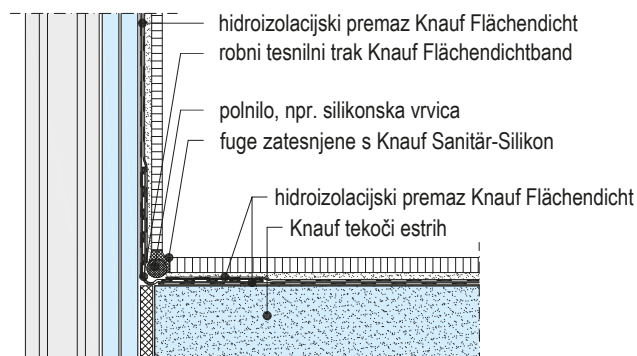 hidroizolacijski premaz Knauf Flächendicht
robni tesnilni trak Knauf Flächendichtband
polnilo, npr. silikonska vrvica
fuge zatesnjene s Knauf Sanitär-Silikon
hidroizolacijski premaz Knauf Flächendicht
Knauf tekoči estrih